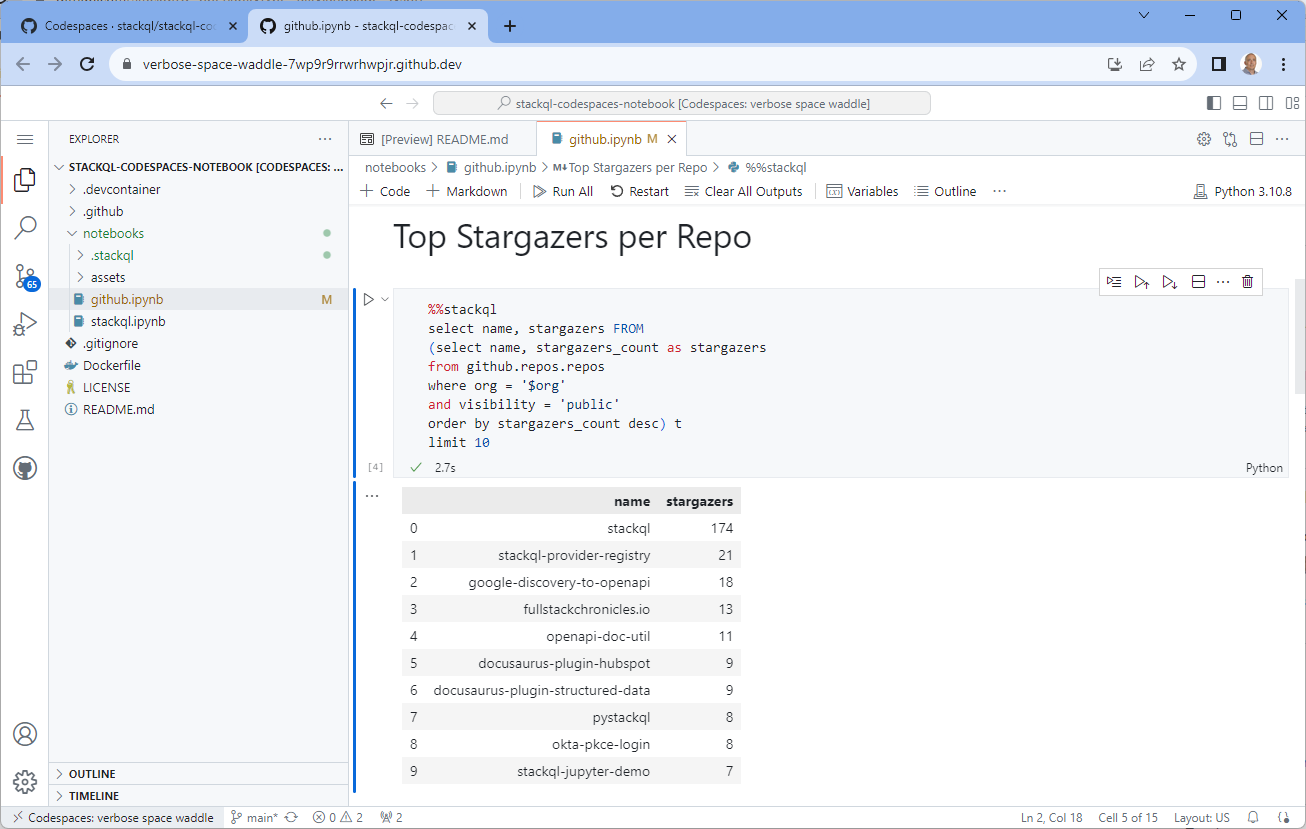 Codespaces · stackql/stackql-co
github.ipynb - stackql-codespac
verbose-space-waddle-7wp9r9rrwrhwpjr.github.dev
stackql-codespaces-notebook [Codespaces: verbose space waddle]
EXPLORER
STACKQL-CODESPACES-NOTEBOOK [CODESPACES: ...
.devcontainer
.github
notebooks
.stackql
assets
github.ipynb M
stackql.ipynb
.gitignore
Dockerfile
LICENSE
README.md
65
OUTLINE
TIMELINE
[Preview] README.md
github.ipynb M
notebooks > github.ipynb > M↓Top Stargazers per Repo > %%stackql
+ Code + Markdown Run All Restart Clear All Outputs Variables Outline ... Python 3.10.8
Top Stargazers per Repo
%%stackql
select name, stargazers FROM
(select name, stargazers_count as stargazers
from github.repos.repos
where org = '$org'
and visibility = 'public'
order by stargazers_count desc) t
limit 10
[4] 2.7s Python
name stargazers
0 stackql 174
1 stackql-provider-registry 21
2 google-discovery-to-openapi 18
3 fullstackchronicles.io 13
4 openapi-doc-util 11
5 docusaurus-plugin-hubspot 9
6 docusaurus-plugin-structured-data 9
7 pystackql 8
8 okta-pkce-login 8
9 stackql-jupyter-demo 7
Codespaces: verbose space waddle main* 0 2 2 Ln 2, Col 18 Cell 5 of 15 Layout: US